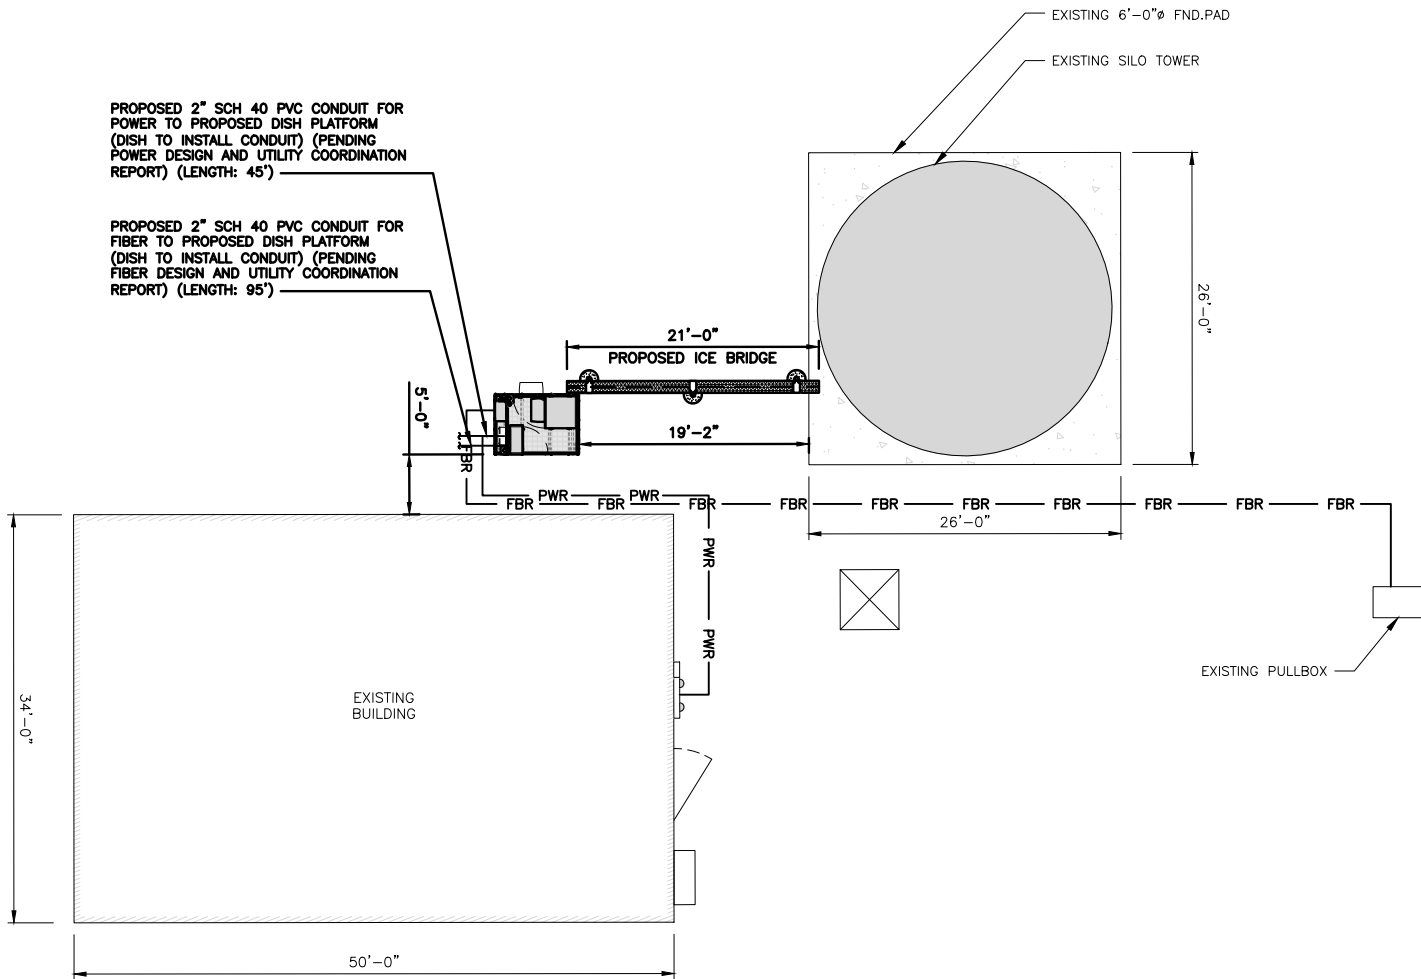 EXISTING 6'-0"ø FND.PAD
EXISTING SILO TOWER
PROPOSED 2" SCH 40 PVC CONDUIT FOR
POWER TO PROPOSED DISH PLATFORM
(DISH TO INSTALL CONDUIT) (PENDING
POWER DESIGN AND UTILITY COORDINATION
REPORT) (LENGTH: 45')
PROPOSED 2" SCH 40 PVC CONDUIT FOR
FIBER TO PROPOSED DISH PLATFORM
(DISH TO INSTALL CONDUIT) (PENDING
FIBER DESIGN AND UTILITY COORDINATION
REPORT) (LENGTH: 95')
26'-0"
21'-0"
PROPOSED ICE BRIDGE
5'-0"
19'-2"
FBR
PWR PWR
FBR FBR FBR FBR FBR FBR FBR FBR FBR FBR
26'-0"
PWR
PWR
EXISTING PULLBOX
EXISTING
BUILDING
34'-0"
50'-0"